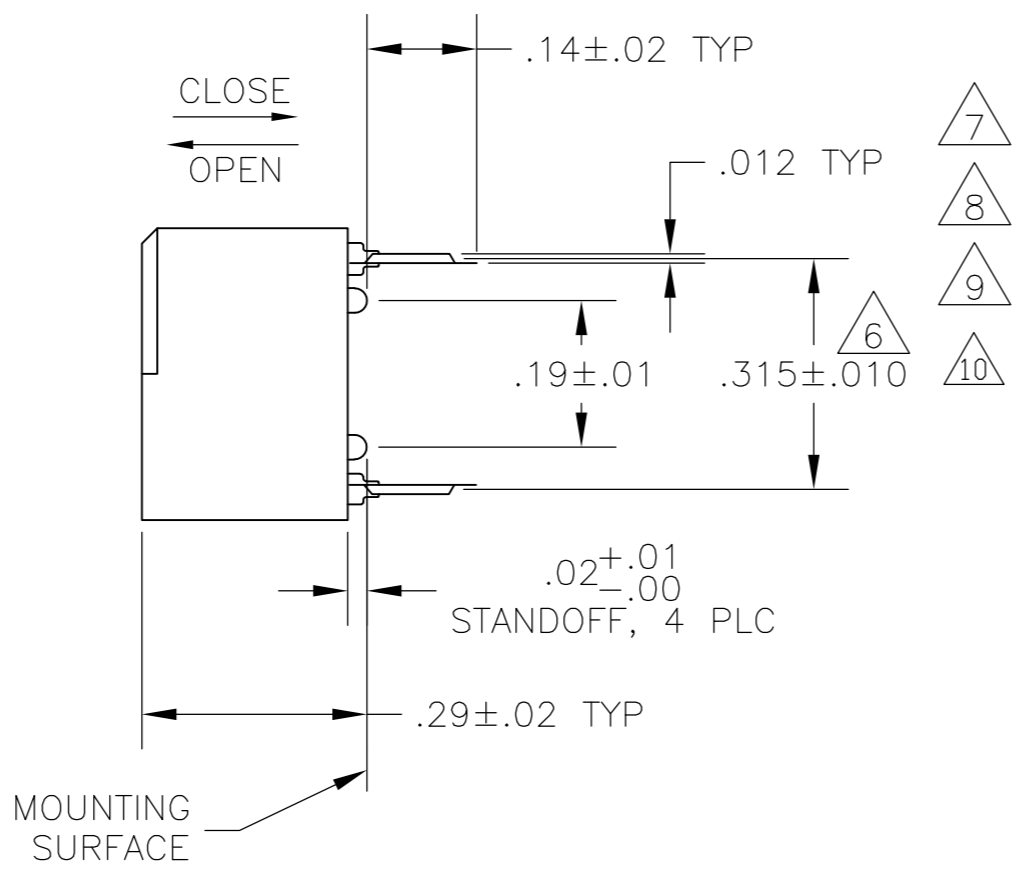 .14±.02 TYP
CLOSE
OPEN
.012 TYP
7
8
9
10
6
.19±.01
.315±.010
.02+.01
-.00
STANDOFF, 4 PLC
.29±.02 TYP
MOUNTING
SURFACE